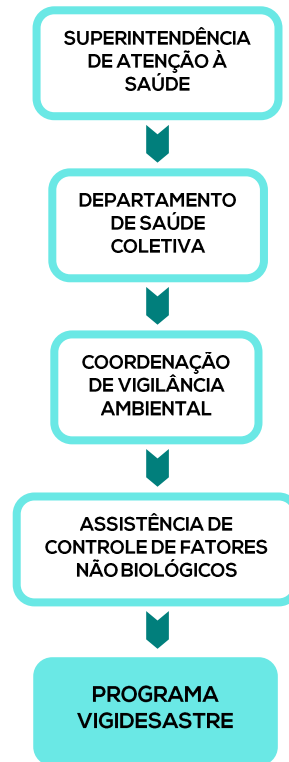 SUPERINTENDÊNCIA
DE ATENÇÃO À
SAÚDE
DEPARTAMENTO
DE SAÚDE
COLETIVA
COORDENAÇÃO
DE VIGILÂNCIA
AMBIENTAL
ASSISTÊNCIA DE
CONTROLE DE FATORES
NÃO BIOLÓGICOS
PROGRAMA
VIGIDESASTRE